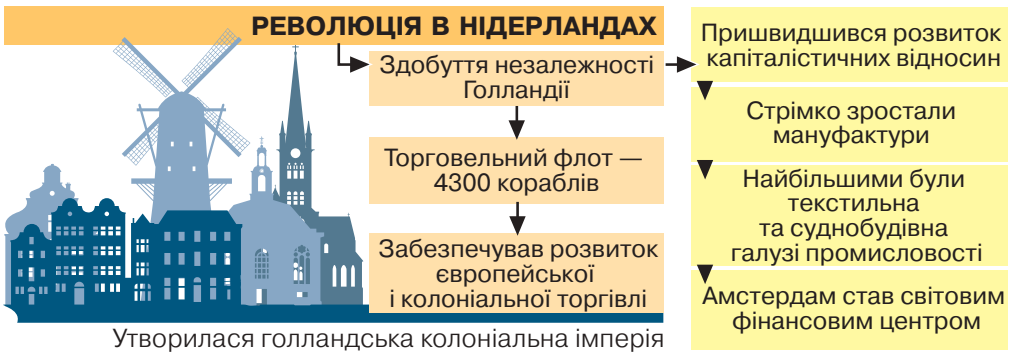 РЕВОЛЮЦІЯ В НІДЕРЛАНДАХ
Здобуття незалежності
Голландії
Торговельний флот —
4300 кораблів
Забезпечував розвиток
європейської
і колоніальної торгівлі
Утворилася голландська колоніальна імперія
Пришвидшився розвиток
капіталістичних відносин
Стрімко зростали
мануфактури
Найбільшими були
текстильна
та суднобудівна
галузі промисловості
Амстердам став світовим
фінансовим центром